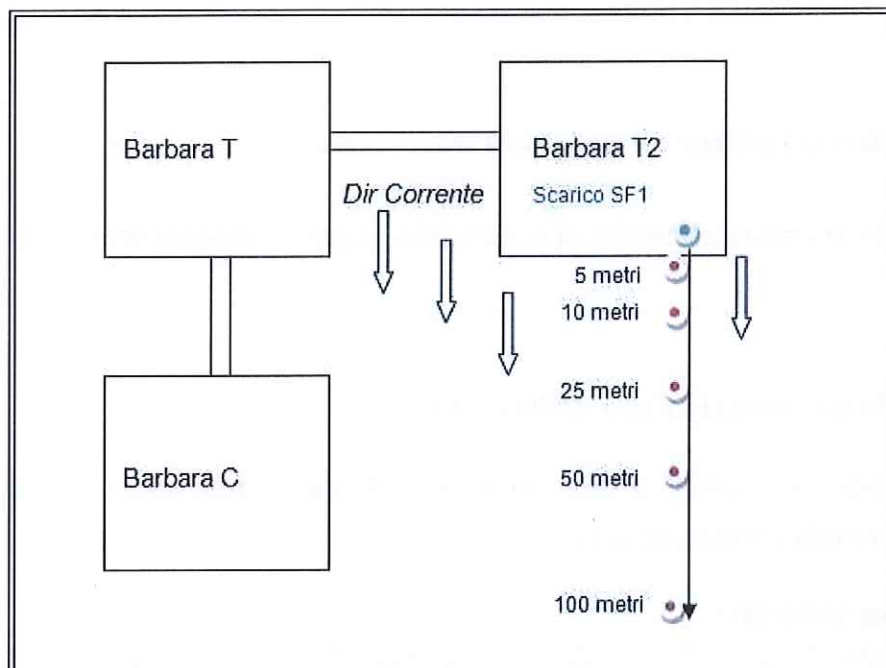 Barbara T
Barbara T2
Scarico SF1
Dir Corrente
5 metri
10 metri
25 metri
Barbara C
50 metri
100 metri